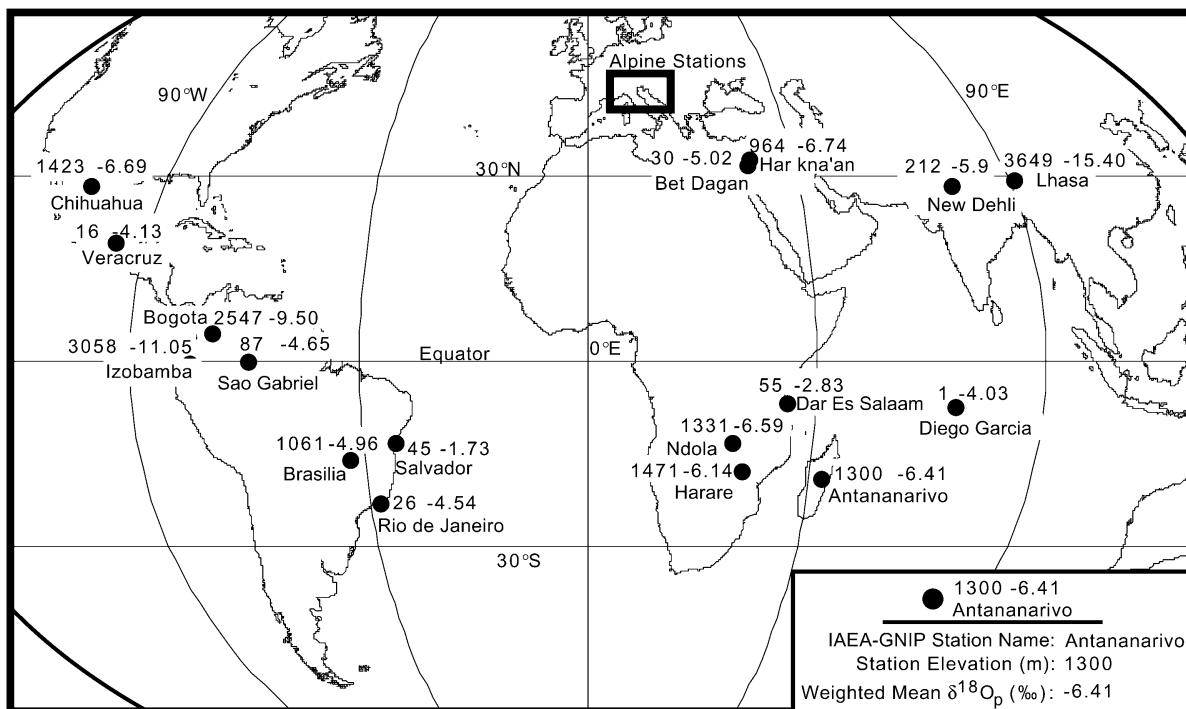 Alpine Stations
90°W
90°E
964 -6.74
30 -5.02 Har kna'an
Bet Dagan
1423 -6.69
Chihuahua
30°N
212 -5.9
New Dehli
3649 -15.40
Lhasa
16 -4.13
Veracruz
Bogota 2547 -9.50
3058 -11.05
Izobamba
87 -4.65
Sao Gabriel
Equator
0°E
55 -2.83
Dar Es Salaam
1 -4.03
Diego Garcia
1061 -4.96
Brasilia
45 -1.73
Salvador
1331 -6.59
Ndola
1471 -6.14
Harare
1300 -6.41
Antananarivo
26 -4.54
Rio de Janeiro
30°S
1300 -6.41
Antananarivo
IAEA-GNIP Station Name: Antananarivo
Station Elevation (m): 1300
Weighted Mean δ¹⁸Oₚ (‰): -6.41